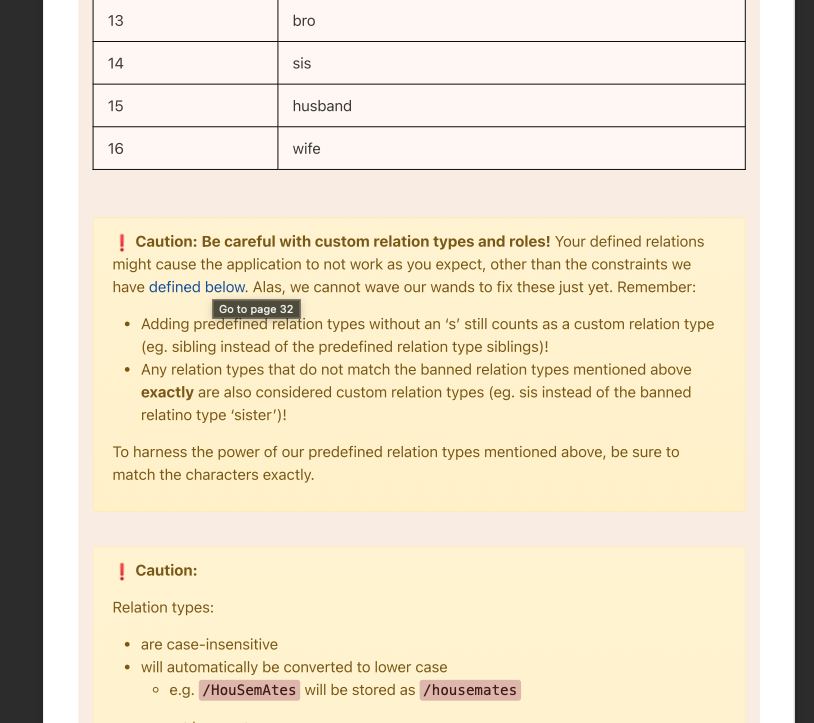 13 bro
14 sis
15 husband
16 wife
❗ Caution: Be careful with custom relation types and roles! Your defined relations
might cause the application to not work as you expect, other than the constraints we
have defined below. Alas, we cannot wave our wands to fix these just yet. Remember:
Go to page 32
• Adding predefined relation types without an ‘s’ still counts as a custom relation type
(eg. sibling instead of the predefined relation type siblings)!
• Any relation types that do not match the banned relation types mentioned above
exactly are also considered custom relation types (eg. sis instead of the banned
relatino type ‘sister’)!
To harness the power of our predefined relation types mentioned above, be sure to
match the characters exactly.
❗ Caution:
Relation types:
• are case-insensitive
• will automatically be converted to lower case
◦ e.g. /HouSemAtes will be stored as /housemates